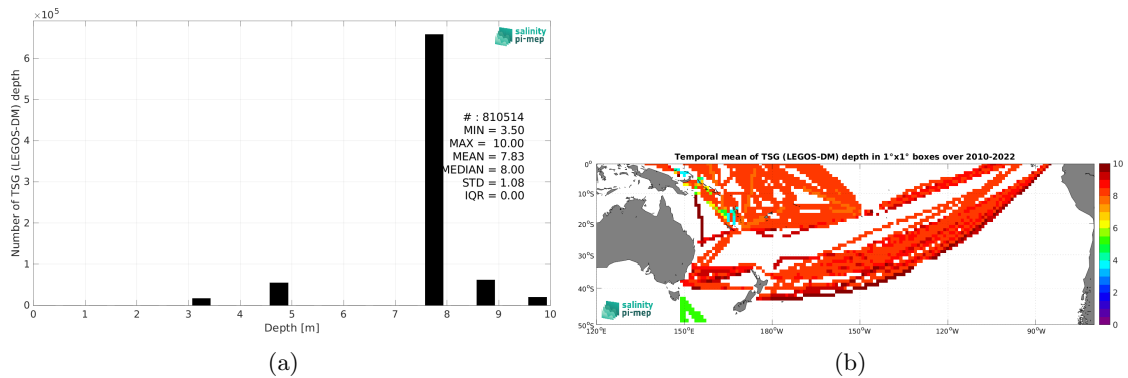 ×10⁵
6
5
4
3
2
1
0
Number of TSG (LEGOS-DM) depth
salinity
pi-mep
# : 810514
MIN = 3.50
MAX = 10.00
MEAN = 7.83
MEDIAN = 8.00
STD = 1.08
IQR = 0.00
0 1 2 3 4 5 6 7 8 9 10
Depth [m]
(a)
Temporal mean of TSG (LEGOS-DM) depth in 1°x1° boxes over 2010-2022
0°
10°S
20°S
30°S
40°S
50°S
120°E 150°E 180°W 150°W 120°W 90°W
salinity
pi-mep
10
8
6
4
2
0
(b)